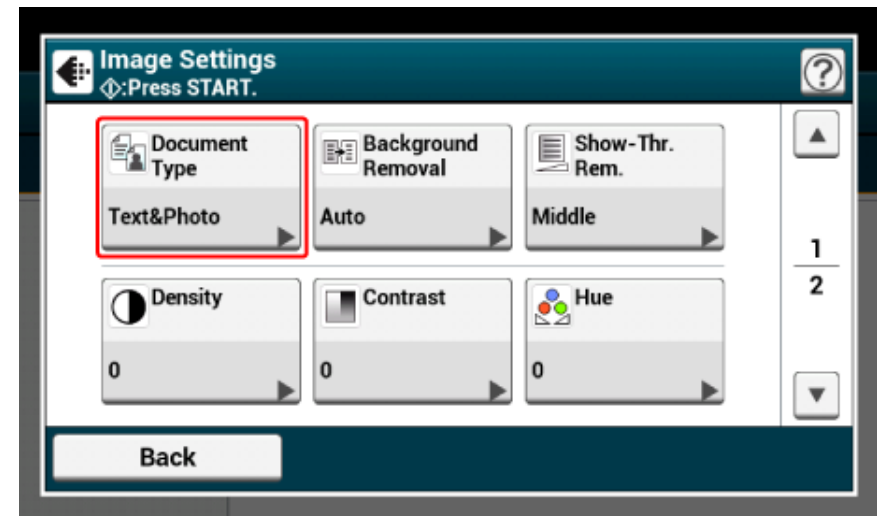 Image Settings
:Press START.
?
Document
Type
Text&Photo
Background
Removal
Auto
Show-Thr.
Rem.
Middle
1
2
Density
0
Contrast
0
Hue
0
Back